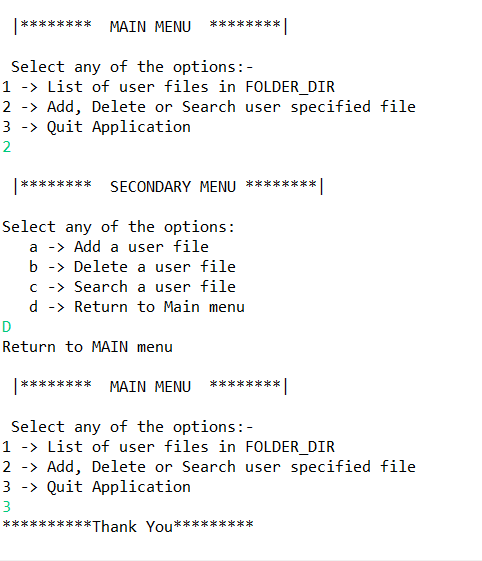 |********  MAIN MENU  ********|
Select any of the options:-
1 -> List of user files in FOLDER_DIR
2 -> Add, Delete or Search user specified file
3 -> Quit Application
2
|********  SECONDARY MENU ********|
Select any of the options:
a -> Add a user file
b -> Delete a user file
c -> Search a user file
d -> Return to Main menu
D
Return to MAIN menu
|********  MAIN MENU  ********|
Select any of the options:-
1 -> List of user files in FOLDER_DIR
2 -> Add, Delete or Search user specified file
3 -> Quit Application
3
**********Thank You*********